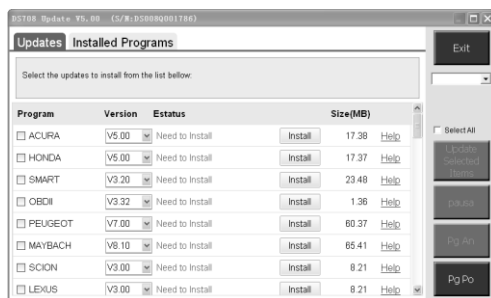 DS708 Update V5.00 (S/N:DS008Q001786)
Updates Installed Programs
Exit
Select the updates to install from the list bellow:
Program Version Estatus Size(MB)
Select All
ACURA V5.00 Need to Install Install 17.38 Help
HONDA V5.00 Need to Install Install 17.37 Help
Update
Selected
Items
SMART V3.20 Need to Install Install 23.48 Help
OBDII V3.32 Need to Install Install 1.36 Help
pausa
PEUGEOT V7.00 Need to Install Install 60.37 Help
Pg An
MAYBACH V8.10 Need to Install Install 65.41 Help
SCION V3.00 Need to Install Install 8.21 Help
Pg Po
LEXUS V3.00 Need to Install Install 8.21 Help